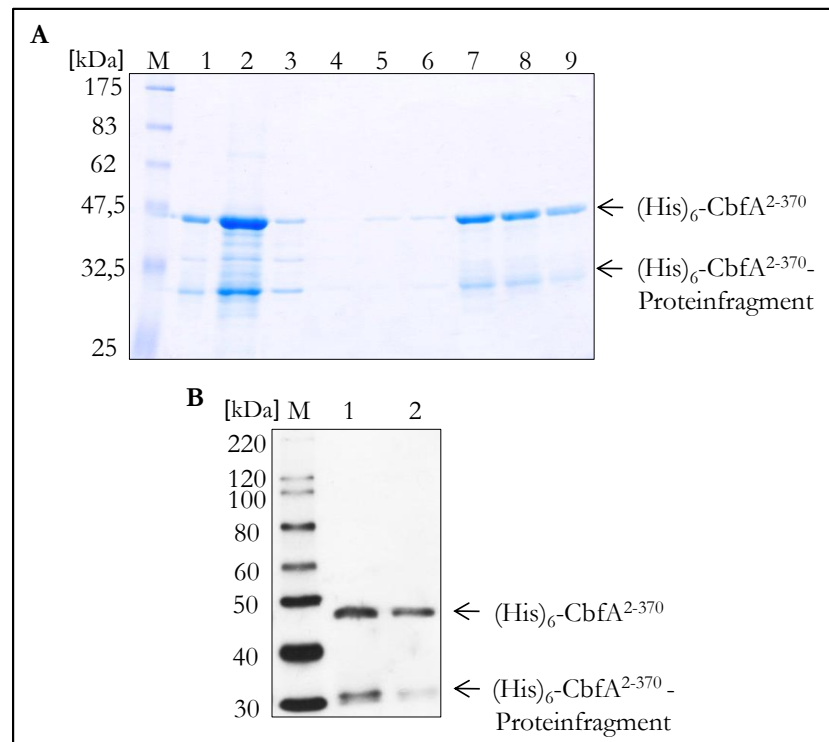 A
[kDa] M 1 2 3 4 5 6 7 8 9
175
83
62
47,5
32,5
25
(His)6-CbfA2-370
(His)6-CbfA2-370-
Proteinfragment
B
[kDa] M 1 2
220
120
100
80
60
50
40
30
(His)6-CbfA2-370
(His)6-CbfA2-370 -
Proteinfragment